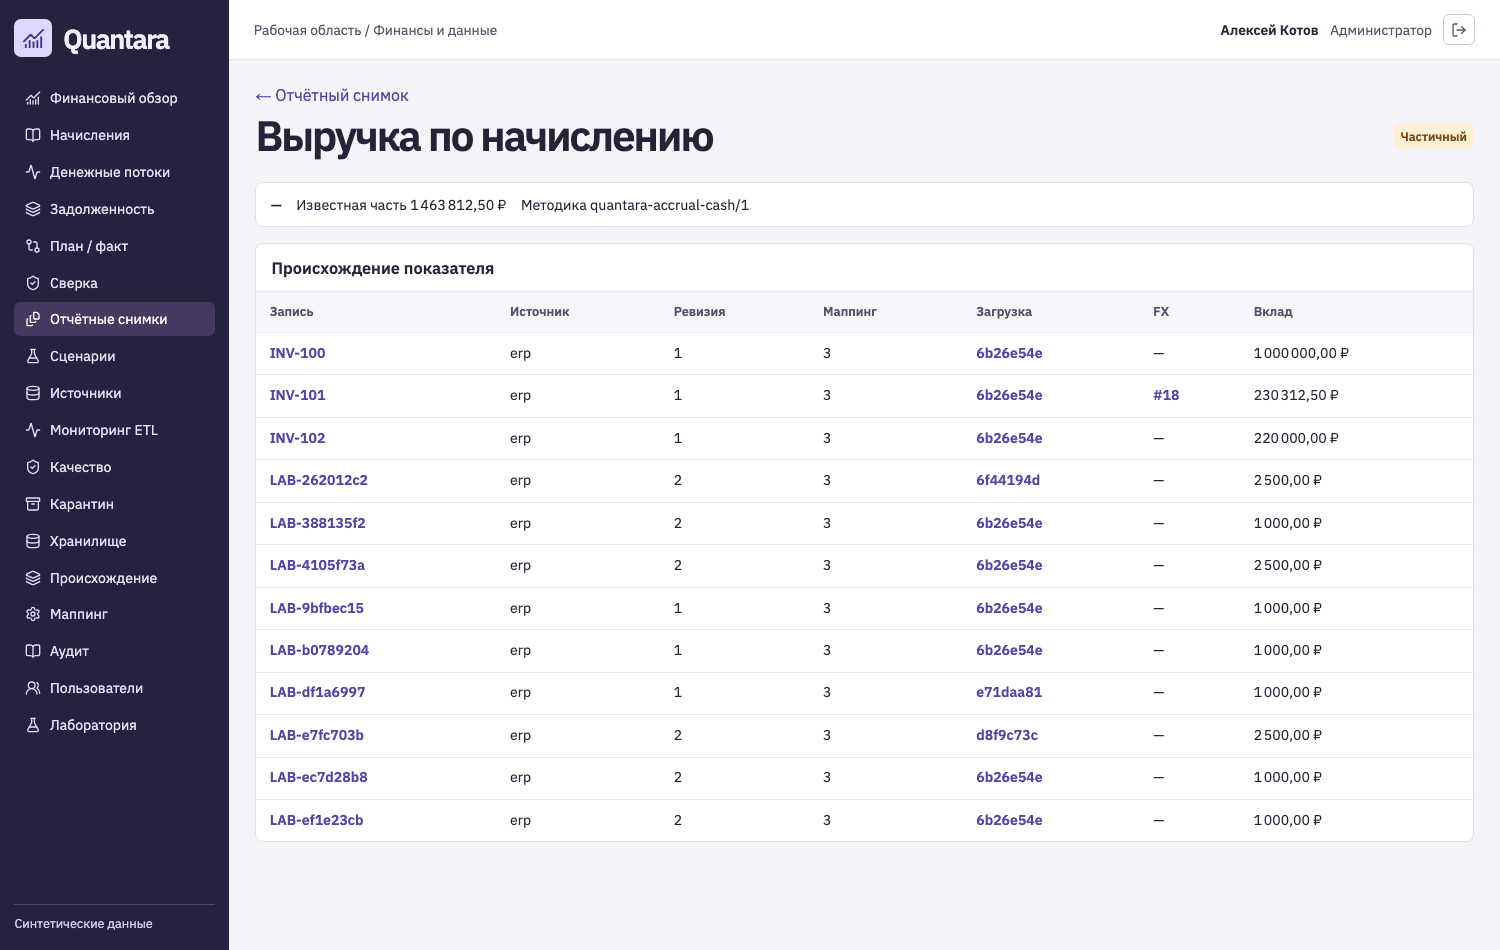 Quantara
Финансовый обзор
Начисления
Денежные потоки
Задолженность
План / факт
Сверка
Отчётные снимки
Сценарии
Источники
Мониторинг ETL
Качество
Карантин
Хранилище
Происхождение
Маппинг
Аудит
Пользователи
Лаборатория
Синтетические данные
Рабочая область / Финансы и данные
Алексей Котов Администратор
← Отчётный снимок
Выручка по начислению
Частичный
— Известная часть 1 463 812,50 ₽ Методика quantara-accrual-cash/1
Происхождение показателя
Запись Источник Ревизия Маппинг Загрузка FX Вклад
INV-100 erp 1 3 6b26e54e — 1 000 000,00 ₽
INV-101 erp 1 3 6b26e54e #18 230 312,50 ₽
INV-102 erp 1 3 6b26e54e — 220 000,00 ₽
LAB-262012c2 erp 2 3 6f44194d — 2 500,00 ₽
LAB-388135f2 erp 2 3 6b26e54e — 1 000,00 ₽
LAB-4105f73a erp 2 3 6b26e54e — 2 500,00 ₽
LAB-9bfbec15 erp 1 3 6b26e54e — 1 000,00 ₽
LAB-b0789204 erp 1 3 6b26e54e — 1 000,00 ₽
LAB-df1a6997 erp 1 3 e71daa81 — 1 000,00 ₽
LAB-e7fc703b erp 2 3 d8f9c73c — 2 500,00 ₽
LAB-ec7d28b8 erp 2 3 6b26e54e — 1 000,00 ₽
LAB-ef1e23cb erp 2 3 6b26e54e — 1 000,00 ₽